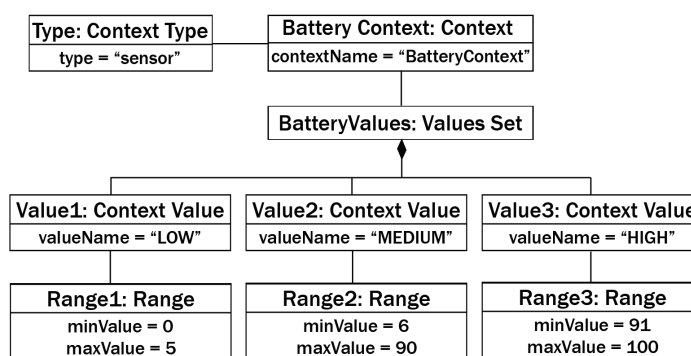 Type: Context Type
type = “sensor”
Battery Context: Context
contextName = “BatteryContext”
BatteryValues: Values Set
Value1: Context Value
valueName = “LOW”
Value2: Context Value
valueName = “MEDIUM”
Value3: Context Value
valueName = “HIGH”
Range1: Range
minValue = 0
maxValue = 5
Range2: Range
minValue = 6
maxValue = 90
Range3: Range
minValue = 91
maxValue = 100